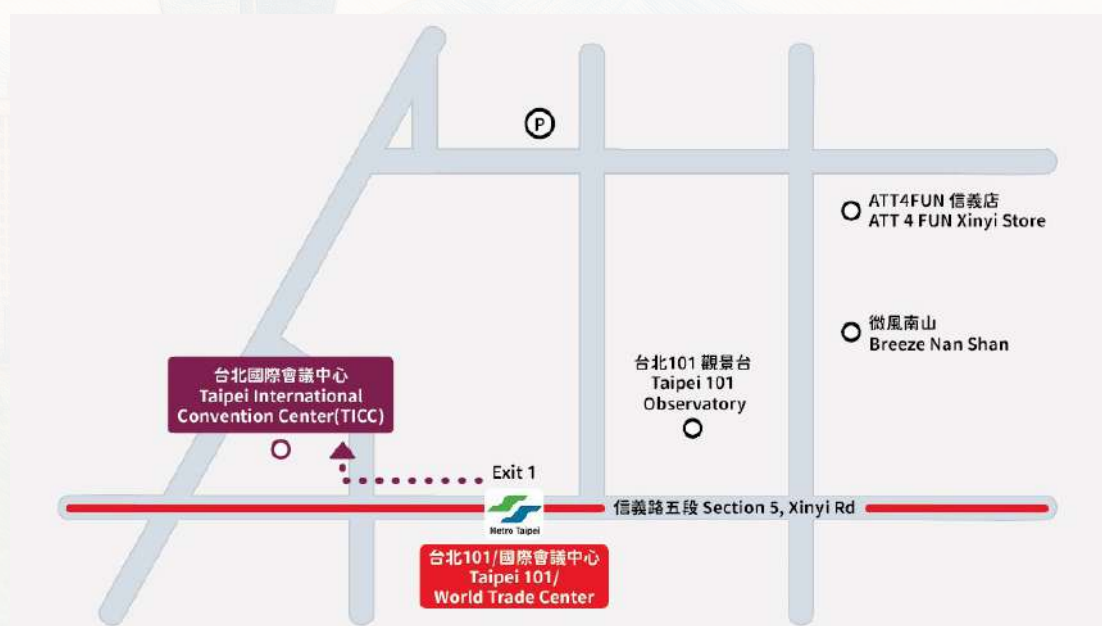 P
ATT4FUN 信義店
ATT 4 FUN Xinyi Store
微風南山
Breeze Nan Shan
台北101 觀景台
Taipei 101
Observatory
台北國際會議中心
Taipei International
Convention Center(TICC)
Exit 1
信義路五段 Section 5, Xinyi Rd
Metro Taipei
台北101/國際會議中心
Taipei 101/
World Trade Center